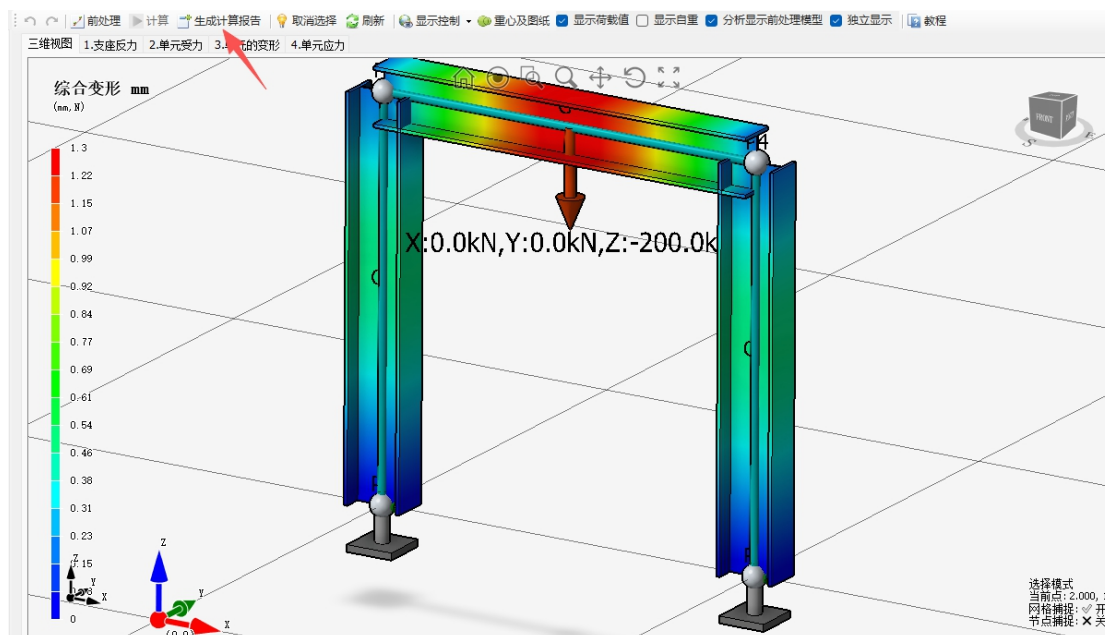 前处理 计算 生成计算报告 取消选择 刷新 显示控制 重心及图纸 显示荷载值 显示自重 分析显示前处理模型 独立显示 教程
三维视图 1.支座反力 2.单元受力 3.单元的变形 4.单元应力
综合变形 mm
(mm,N)
1.3
1.22
1.15
1.07
0.99
0.92
0.84
0.77
0.69
0.61
0.54
0.46
0.38
0.31
0.23
0
X:0.0kN,Y:0.0kN,Z:-200.0k
FRONT
S
E
Z
Y
X
Z
Y
X
(0,0)
选择模式
当前点: 2.000,
网格捕捉: ✓ 开
节点捕捉: ✕ 关